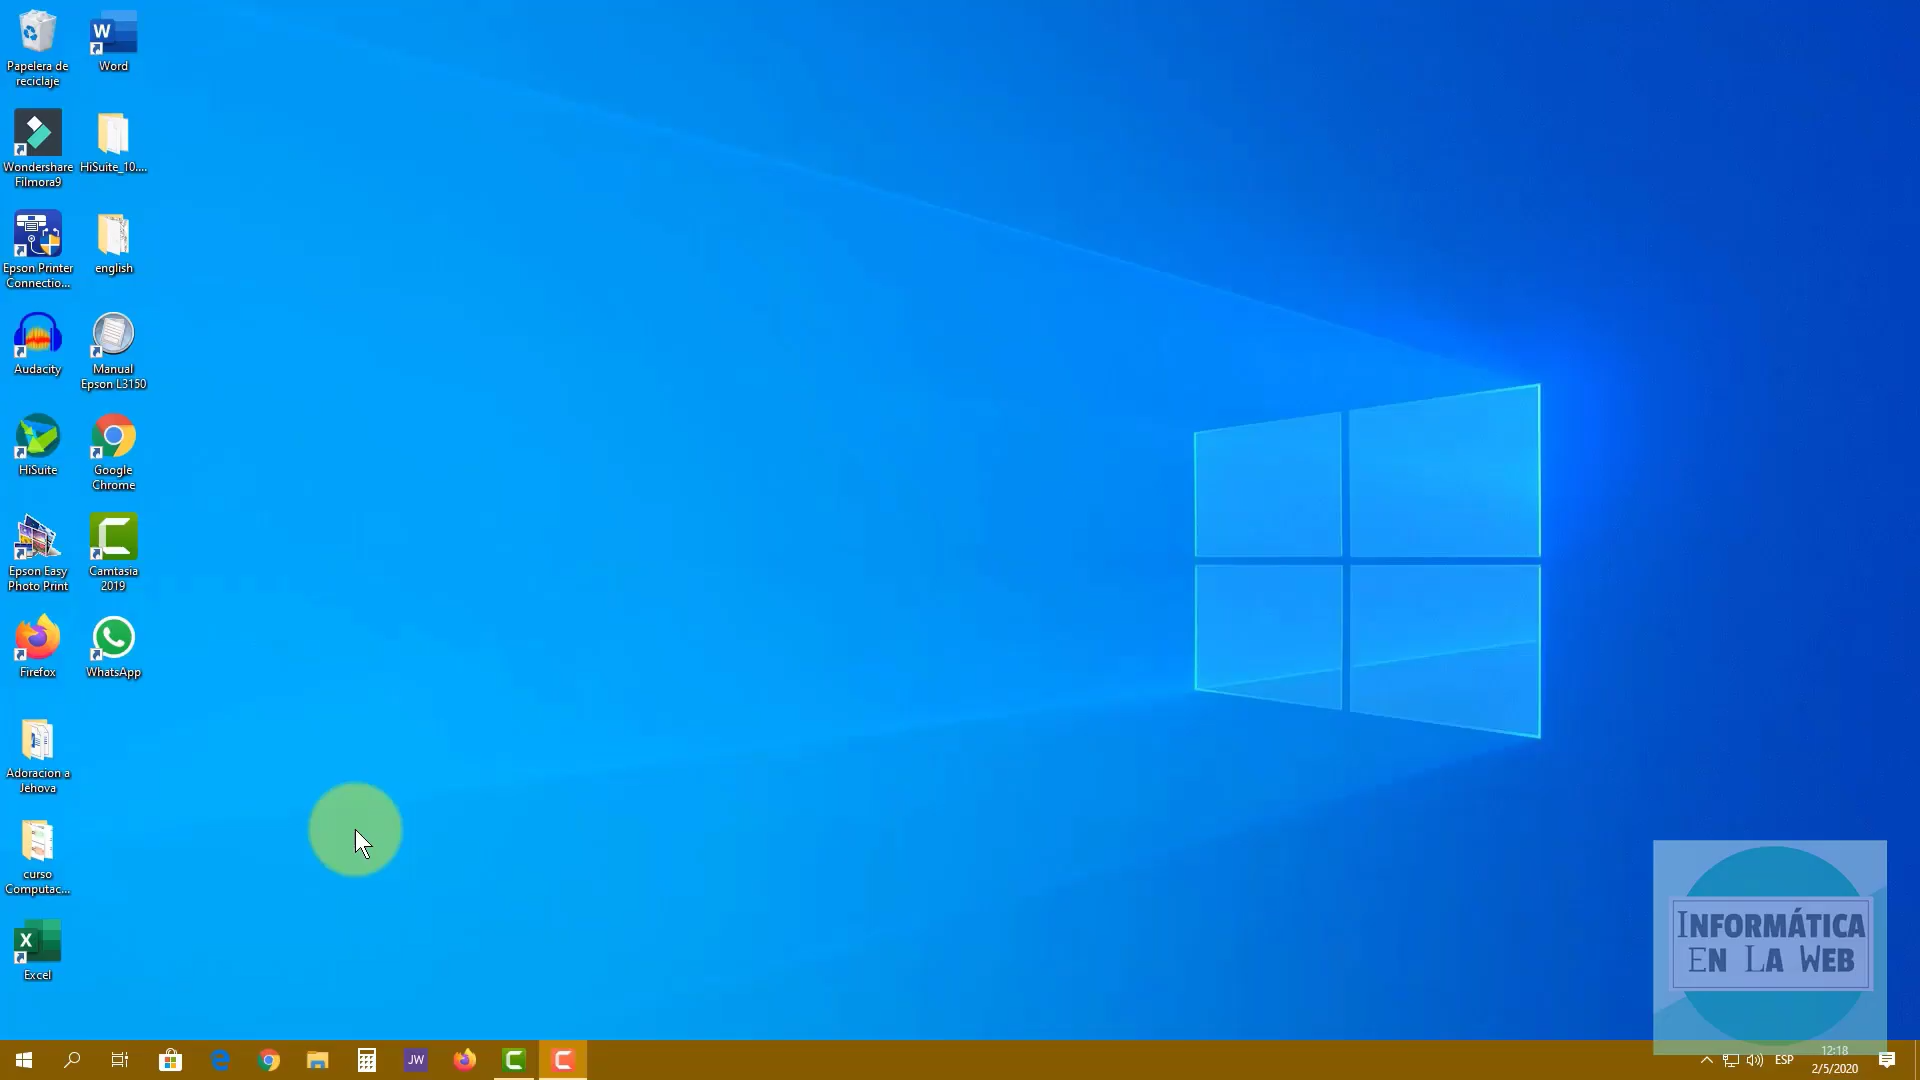 Papelera de
reciclaje
Word
Wondershare
Filmora9
HiSuite_10....
Epson Printer
Connectio...
english
Audacity
Manual
Epson L3150
HiSuite
Google
Chrome
Epson Easy
Photo Print
Camtasia
2019
Firefox
WhatsApp
Adoracion a
Jehova
curso
Computac...
Excel
INFORMÁTICA
EN LA WEB
JW
ESP
12:18
2/5/2020